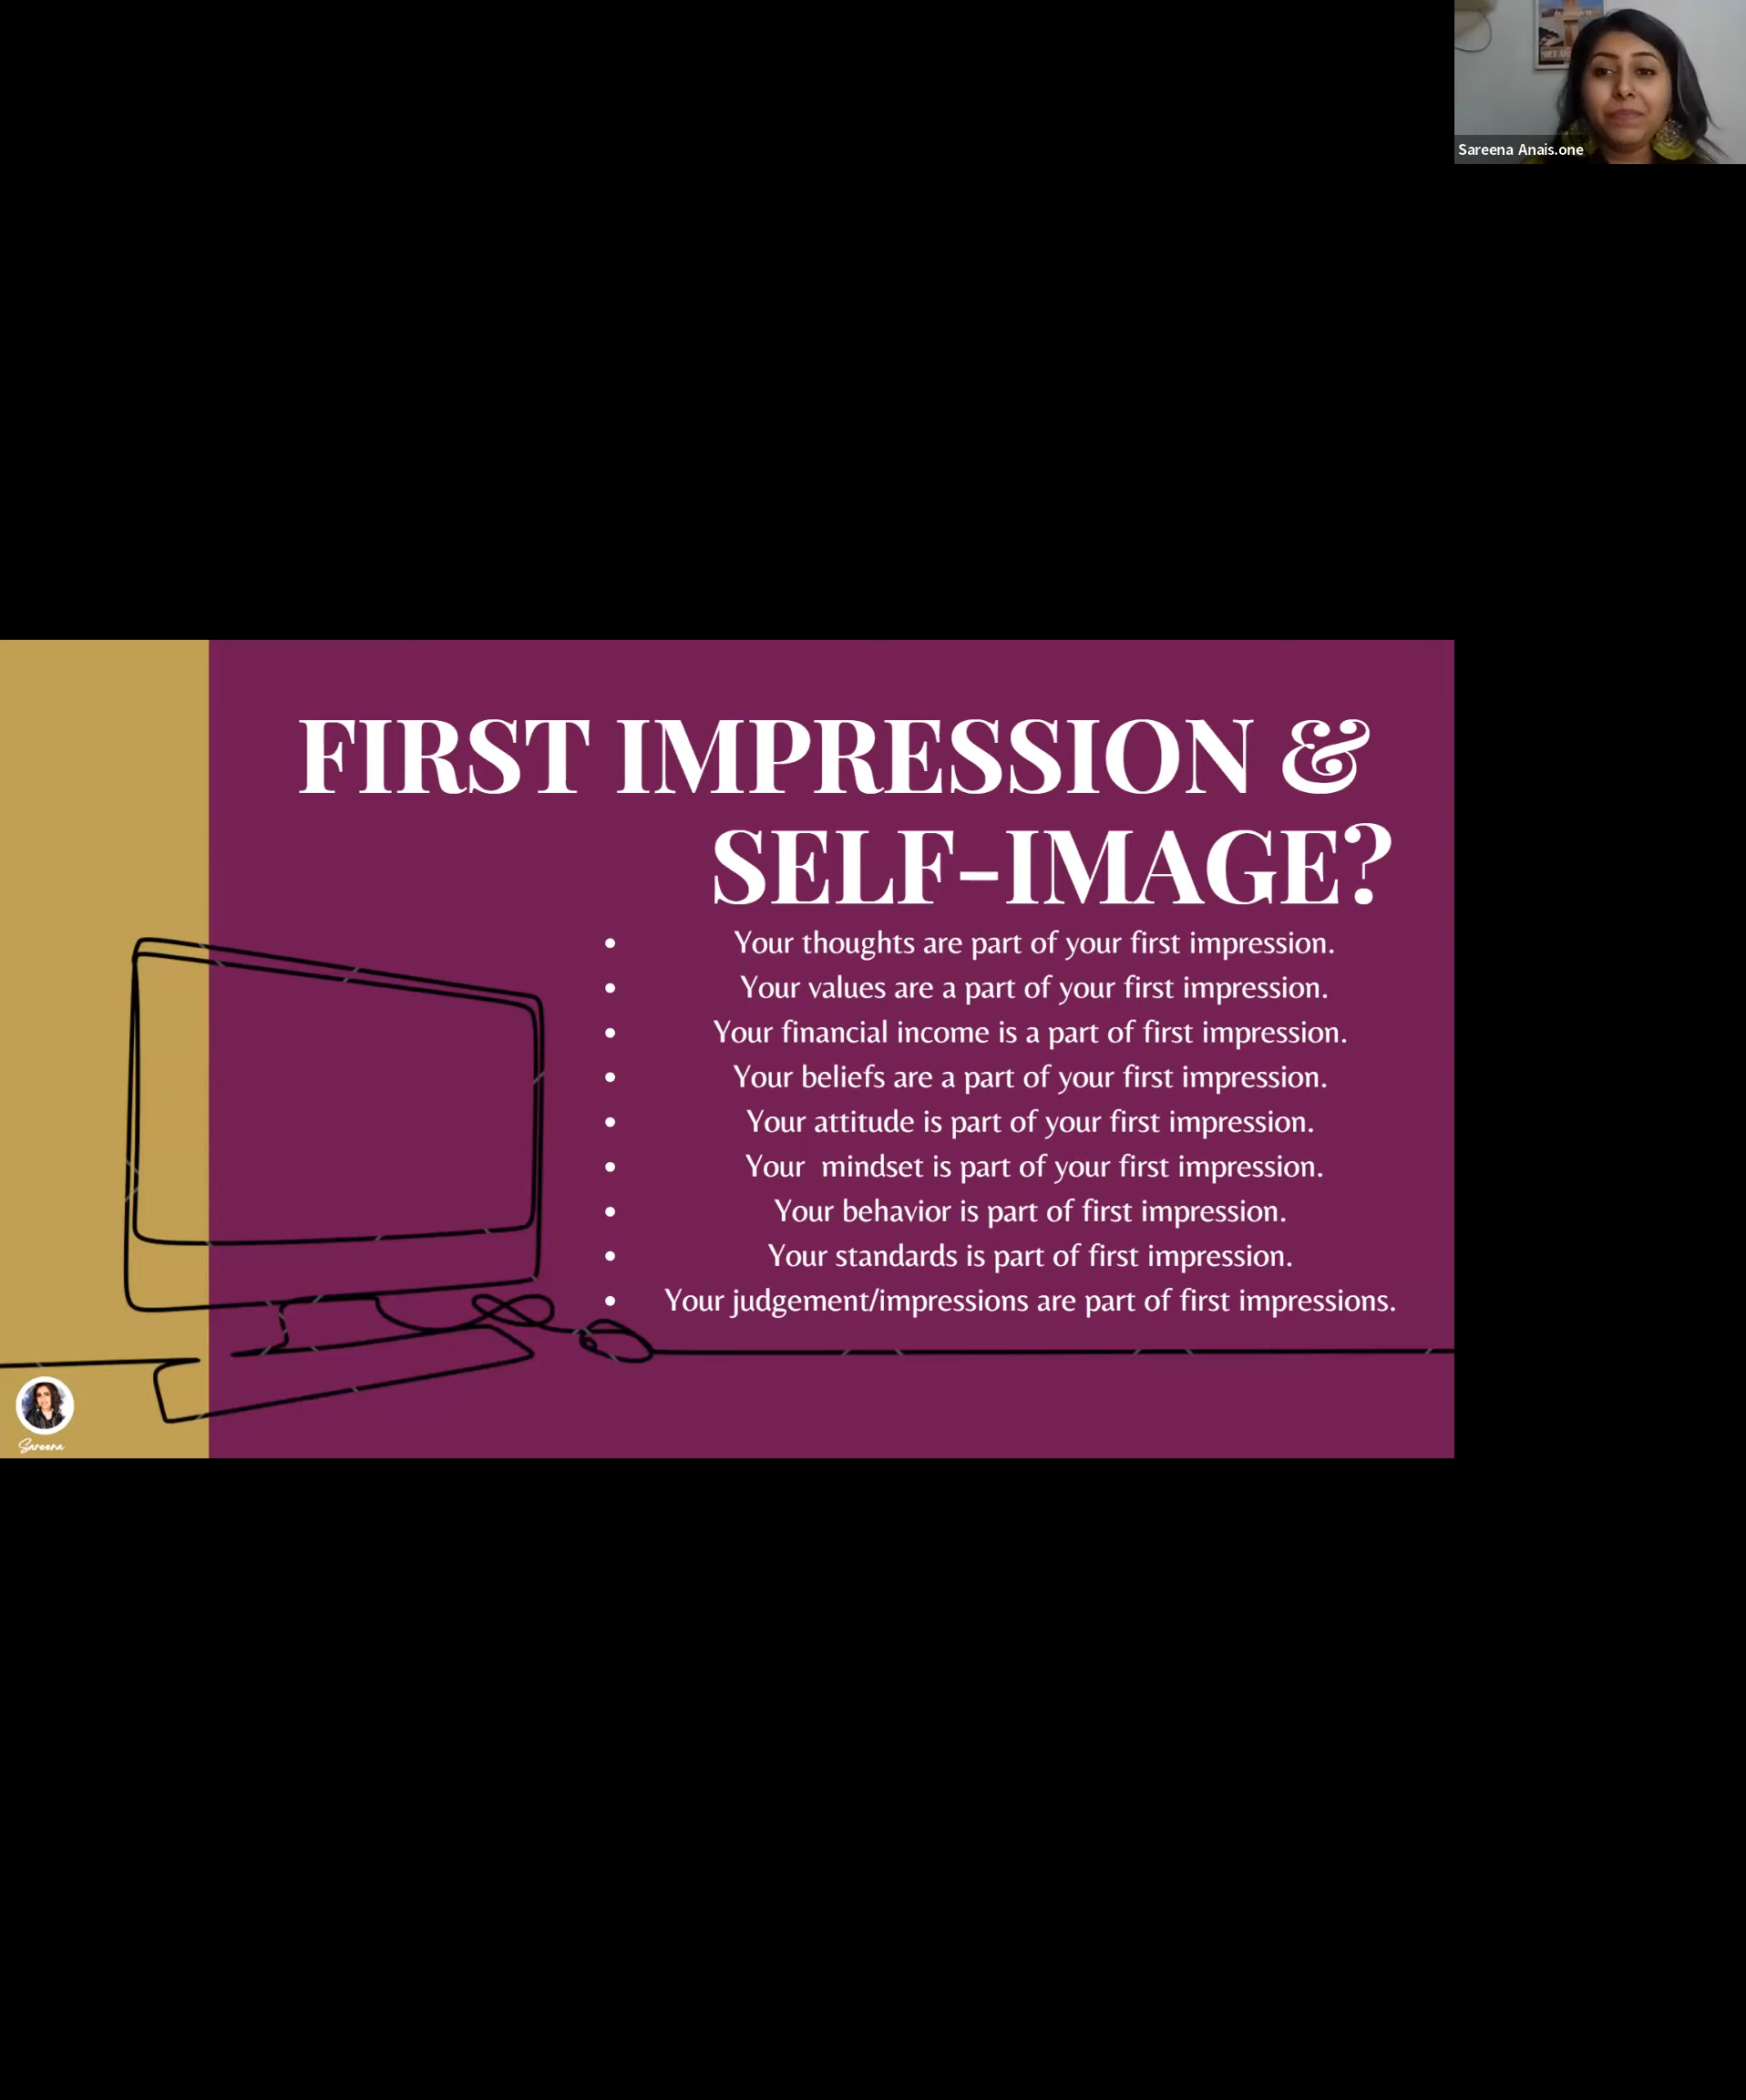 Sareena Anais.one
FIRST IMPRESSION &
SELF-IMAGE?
• Your thoughts are part of your first impression.
• Your values are a part of your first impression.
• Your financial income is a part of first impression.
• Your beliefs are a part of your first impression.
• Your attitude is part of your first impression.
• Your  mindset is part of your first impression.
• Your behavior is part of first impression.
• Your standards is part of first impression.
• Your judgement/impressions are part of first impressions.
Sareena